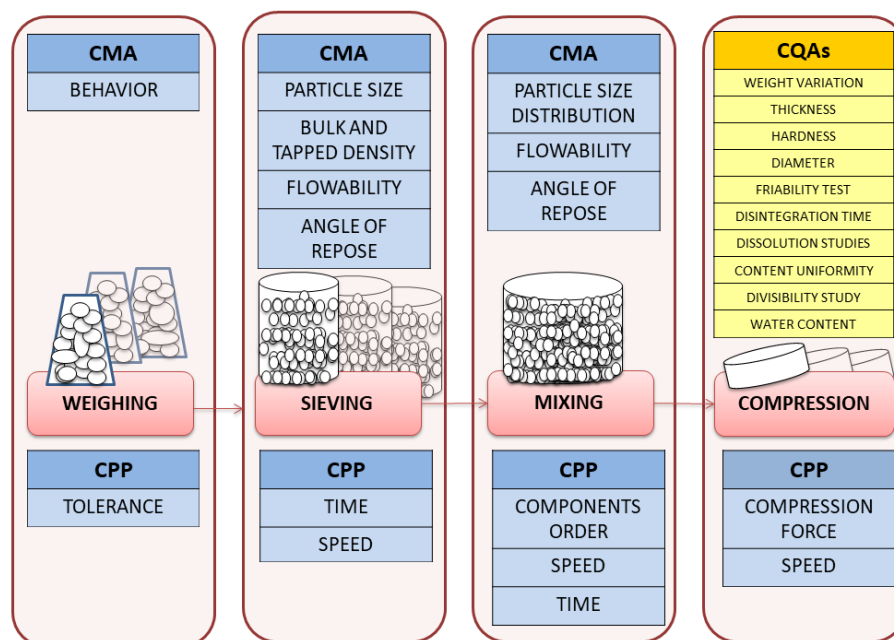 CMA
BEHAVIOR
WEIGHING
CPP
TOLERANCE
CMA
PARTICLE SIZE
BULK AND
TAPPED DENSITY
FLOWABILITY
ANGLE OF
REPOSE
SIEVING
CPP
TIME
SPEED
CMA
PARTICLE SIZE
DISTRIBUTION
FLOWABILITY
ANGLE OF
REPOSE
MIXING
CPP
COMPONENTS
ORDER
SPEED
TIME
CQAs
WEIGHT VARIATION
THICKNESS
HARDNESS
DIAMETER
FRIABILITY TEST
DISINTEGRATION TIME
DISSOLUTION STUDIES
CONTENT UNIFORMITY
DIVISIBILITY STUDY
WATER CONTENT
COMPRESSION
CPP
COMPRESSION
FORCE
SPEED